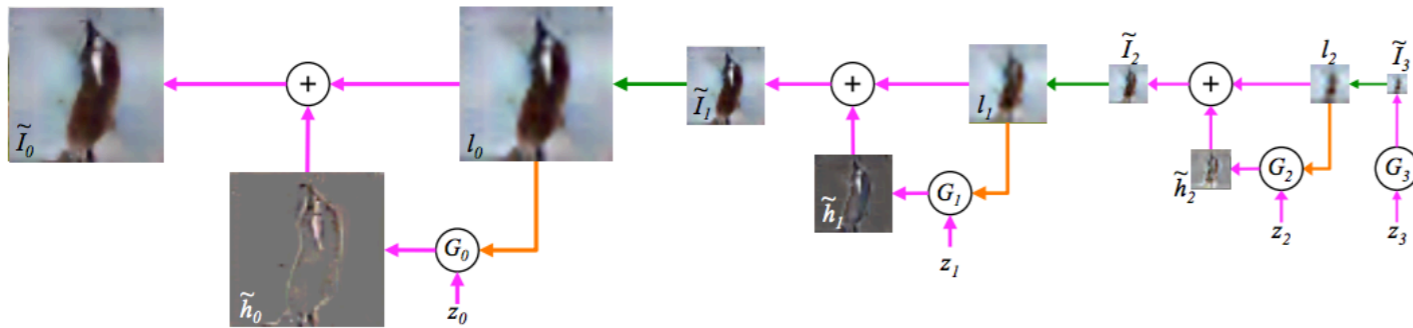 Ĩ₀
+
l₀
h̃₀
G₀
z₀
Ĩ₁
+
l₁
h̃₁
G₁
z₁
Ĩ₂
+
l₂
h̃₂
G₂
z₂
Ĩ₃
G₃
z₃